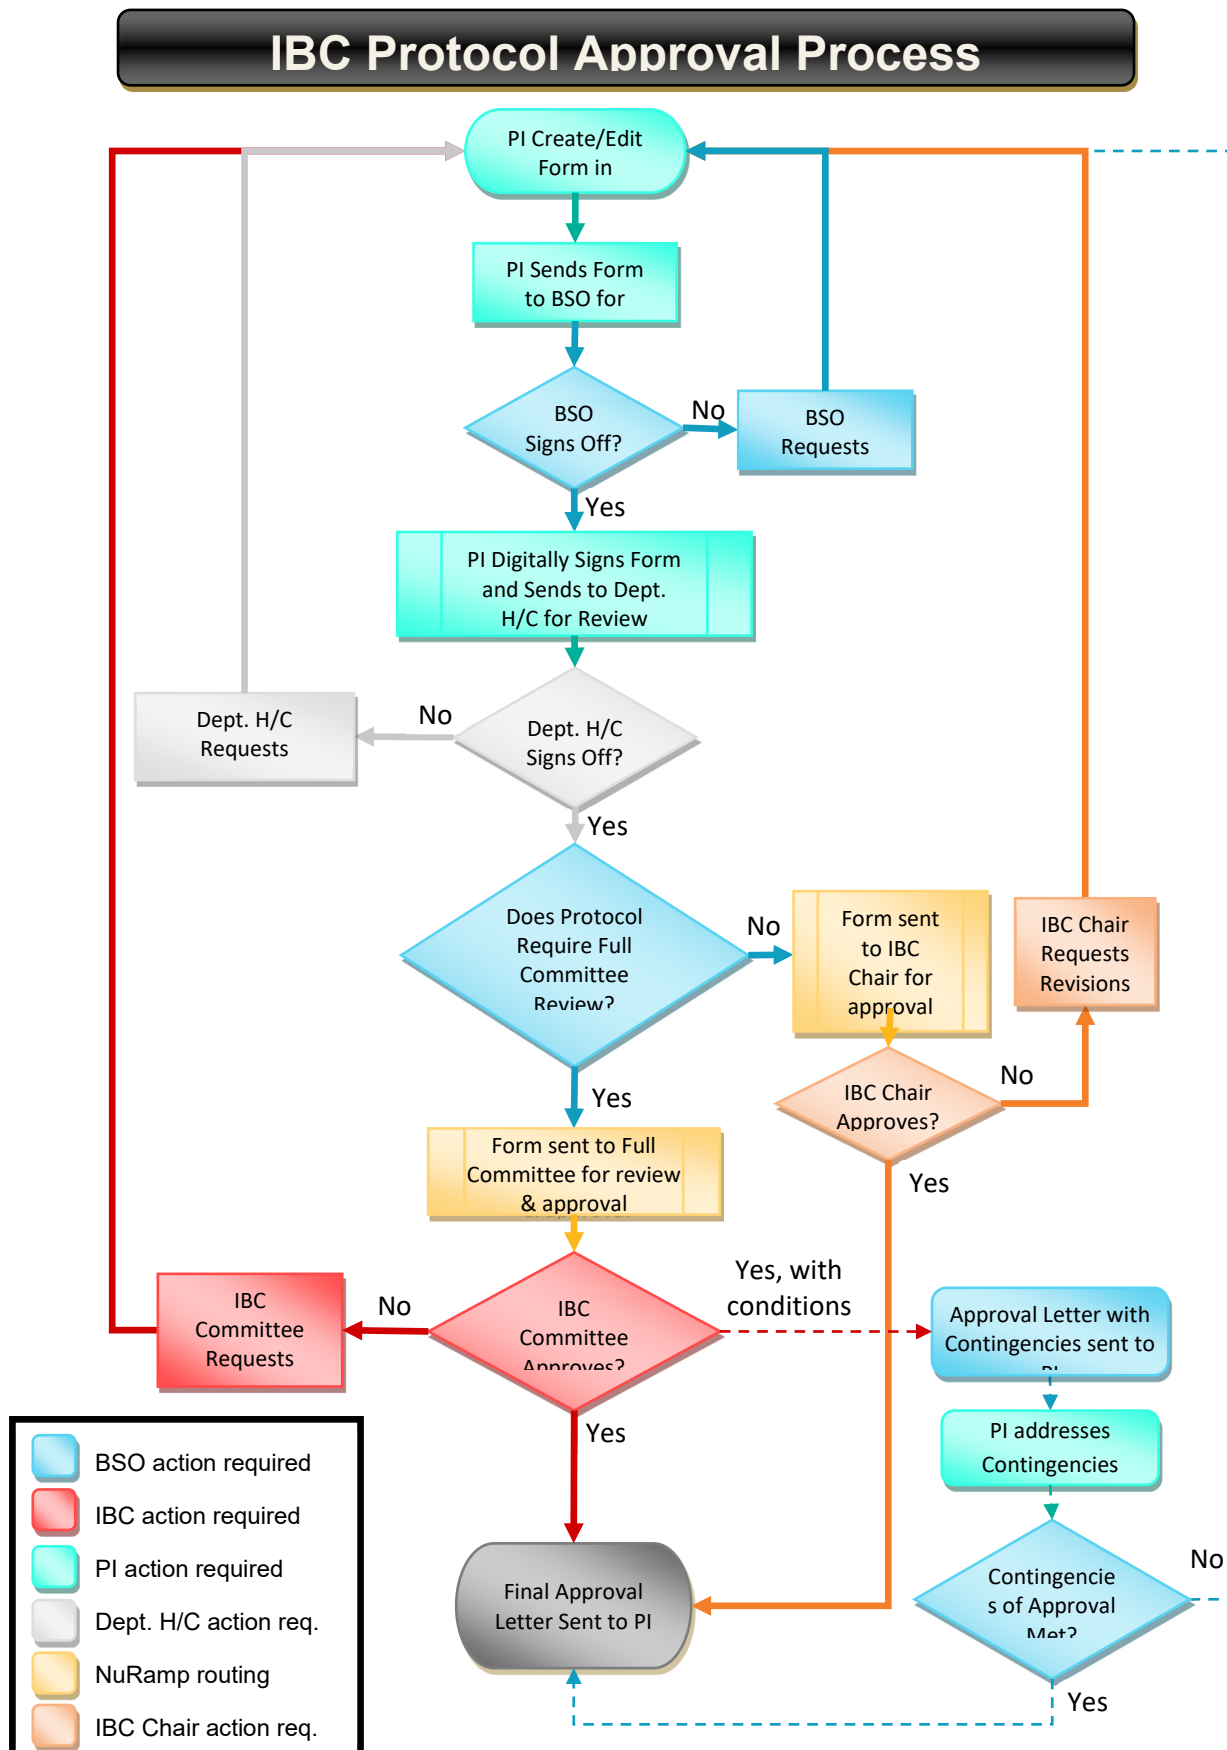 IBC Protocol Approval Process
PI Create/Edit
Form in
PI Sends Form
to BSO for
BSO
Signs Off?
No
BSO
Requests
Yes
PI Digitally Signs Form
and Sends to Dept.
H/C for Review
Dept. H/C
Signs Off?
No
Dept. H/C
Requests
Yes
Does Protocol
Require Full
Committee
Review?
No
Form sent
to IBC
Chair for
approval
IBC Chair
Requests
Revisions
IBC Chair
Approves?
No
Yes
Yes
Form sent to Full
Committee for review
& approval
IBC
Committee
Approves?
No
IBC
Committee
Requests
Yes, with
conditions
Approval Letter with
Contingencies sent to
PI
PI addresses
Contingencies
Contingencie
s of Approval
Met?
No
Yes
Yes
Final Approval
Letter Sent to PI
BSO action required
IBC action required
PI action required
Dept. H/C action req.
NuRamp routing
IBC Chair action req.